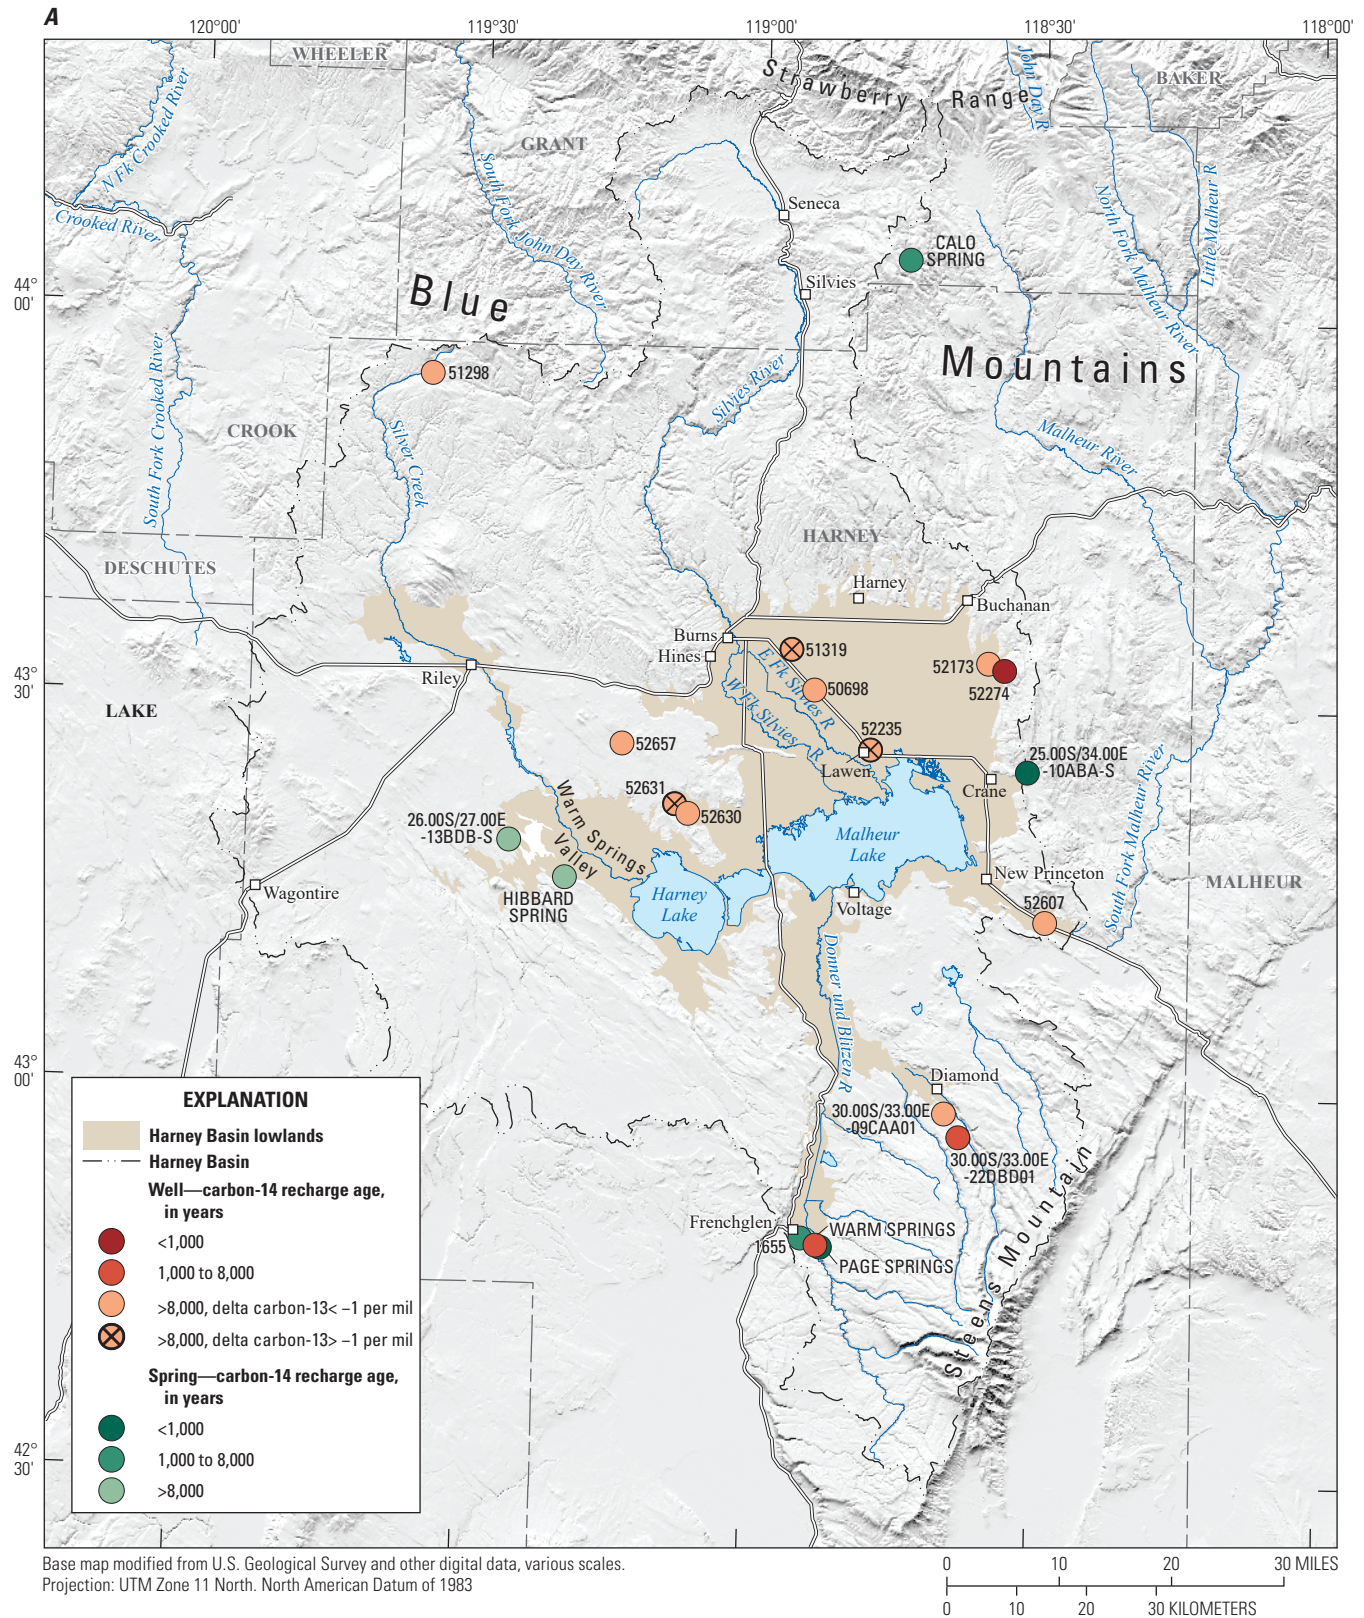 A
120°00'
119°30'
119°00'
118°30'
118°00'
WHEELER
Strawberry Range
John Day R
BAKER
N Fk Crooked River
GRANT
South Fork John Day River
Crooked River
Seneca
North Fork Malheur River
Little Malheur R
CALO
SPRING
44°
00'
Silvies
Blue
Mountains
51298
Silvies River
South Fork Crooked River
CROOK
Silver Creek
Malheur River
HARNEY
DESCHUTES
Harney
Buchanan
Burns
Hines
51319
E Fk Silvies R
52173
52274
43°
30'
Riley
50698
W Fk Silvies R
LAKE
52235
52657
25.00S/34.00E
-10ABA-S
Lawen
Crane
52631
52630
Warm Springs
Valley
26.00S/27.00E
-13BDB-S
Malheur
Lake
South Fork Malheur River
HIBBARD
SPRING
Harney
Lake
New Princeton
MALHEUR
Wagontire
Voltage
52607
Donner und Blitzen R
43°
00'
Diamond
30.00S/33.00E
-09CAA01
30.00S/33.00E
-22DBD01
Steens Mountain
Frenchglen
WARM SPRINGS
1655
PAGE SPRINGS
42°
30'
EXPLANATION
Harney Basin lowlands
Harney Basin
Well—carbon-14 recharge age,
in years
<1,000
1,000 to 8,000
>8,000, delta carbon-13< –1 per mil
>8,000, delta carbon-13> –1 per mil
Spring—carbon-14 recharge age,
in years
<1,000
1,000 to 8,000
>8,000
Base map modified from U.S. Geological Survey and other digital data, various scales.
Projection: UTM Zone 11 North. North American Datum of 1983
0 10 20 30 MILES
0 10 20 30 KILOMETERS